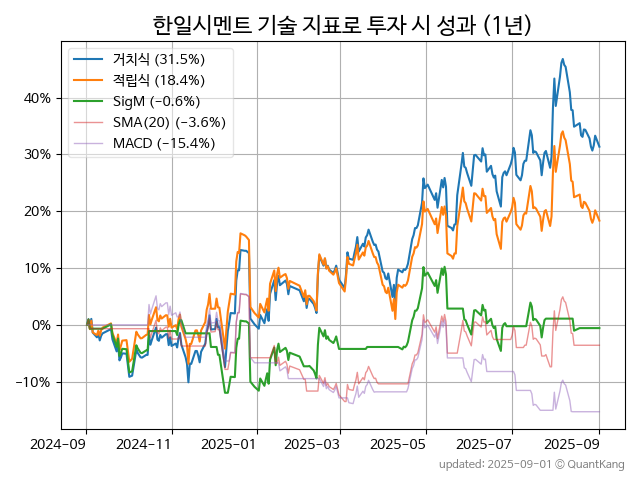 한일시멘트 기술 지표로 투자 시 성과 (1년)
거치식 (31.5%)
적립식 (18.4%)
SigM (−0.6%)
SMA(20) (−3.6%)
MACD (−15.4%)
40%
30%
20%
10%
0%
−10%
2024-09 2024-11 2025-01 2025-03 2025-05 2025-07 2025-09
updated: 2025-09-01 © QuantKang